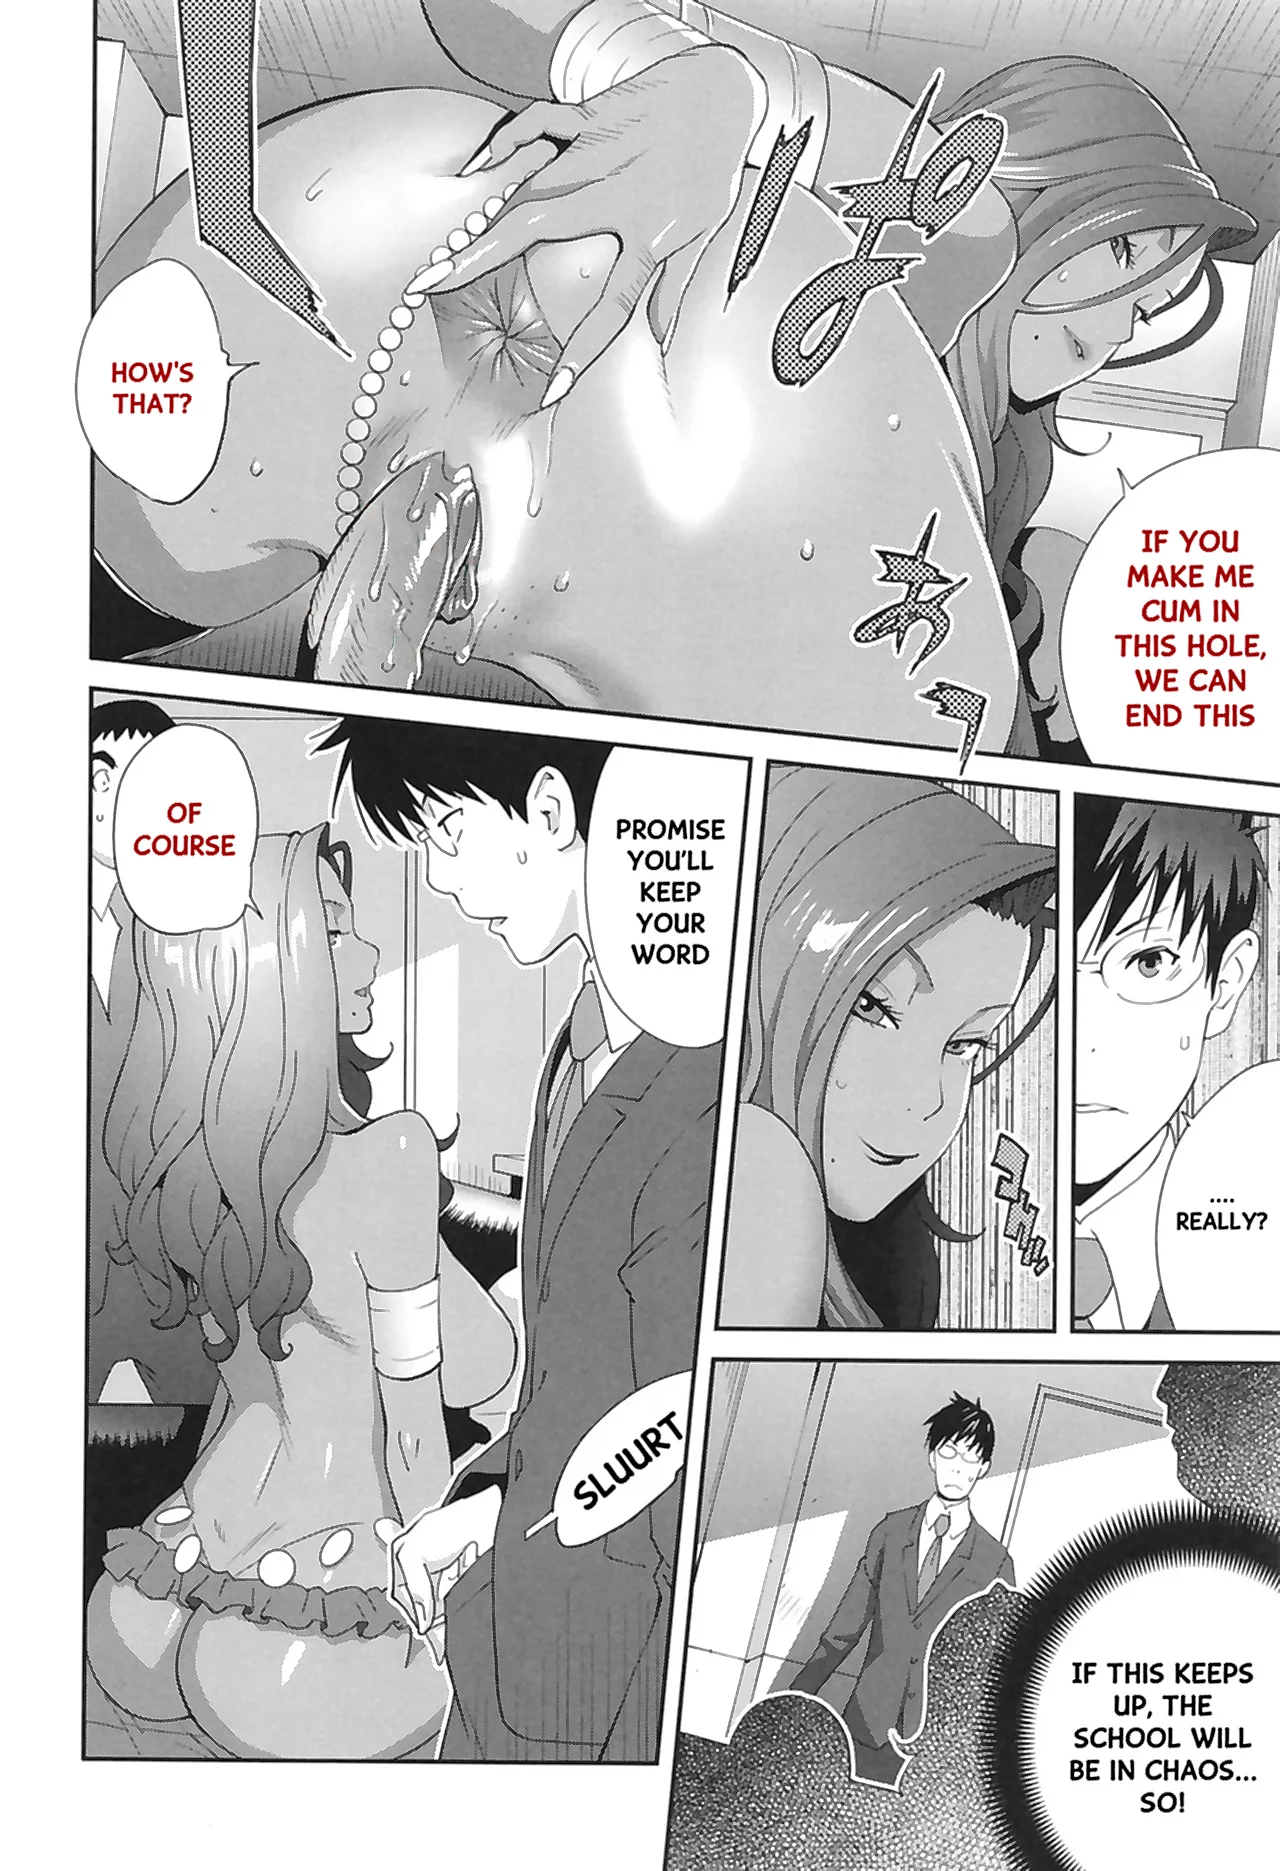 HOW'S
THAT?
IF YOU
MAKE ME
CUM IN
THIS HOLE,
WE CAN
END THIS
....
REALLY?
PROMISE
YOU'LL
KEEP
YOUR
WORD
OF
COURSE
SLUURT
IF THIS KEEPS
UP, THE
SCHOOL WILL
BE IN CHAOS...
SO!